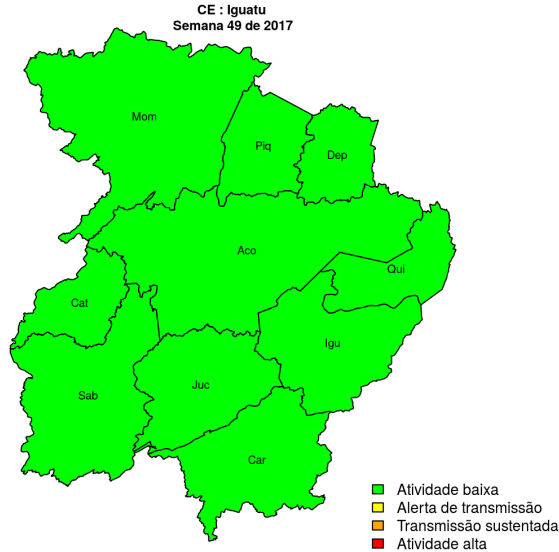 CE : Iguatu
Semana 49 de 2017
Mom
Piq
Dep
Aco
Qui
Cat
Igu
Juc
Sab
Car
Atividade baixa
Alerta de transmissão
Transmissão sustentada
Atividade alta